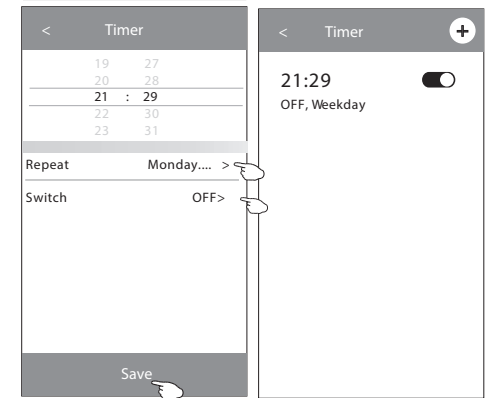 < Timer
19 27
20 28
21 : 29
22 30
23 31
Repeat Monday.... >
Switch OFF>
Save
< Timer +
21:29
OFF, Weekday